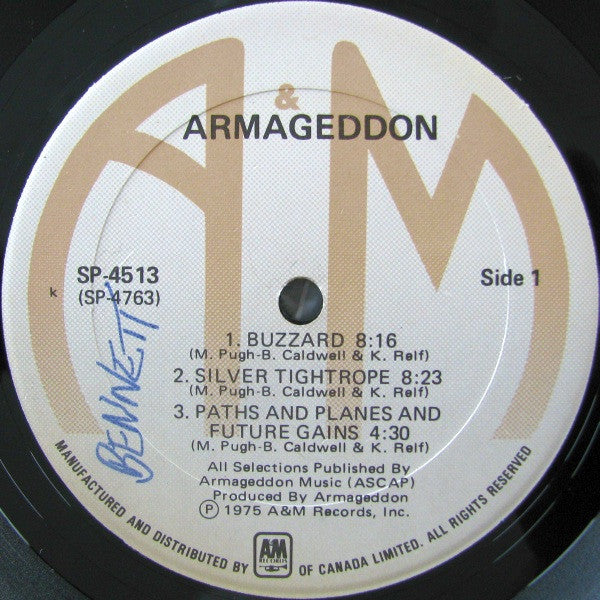 A & M
ARMAGEDDON
SP-4513
(SP-4763)
k
Side 1
BENNETT
1. BUZZARD 8:16
(M. Pugh-B. Caldwell & K. Relf)
2. SILVER TIGHTROPE 8:23
(M. Pugh-B. Caldwell & K. Relf)
3. PATHS AND PLANES AND
FUTURE GAINS 4:30
(M. Pugh-B. Caldwell & K. Relf)
All Selections Published By
Armageddon Music (ASCAP)
Produced By Armageddon
Ⓟ 1975 A&M Records, Inc.
MANUFACTURED AND DISTRIBUTED BY A&M RECORDS OF CANADA LIMITED. ALL RIGHTS RESERVED